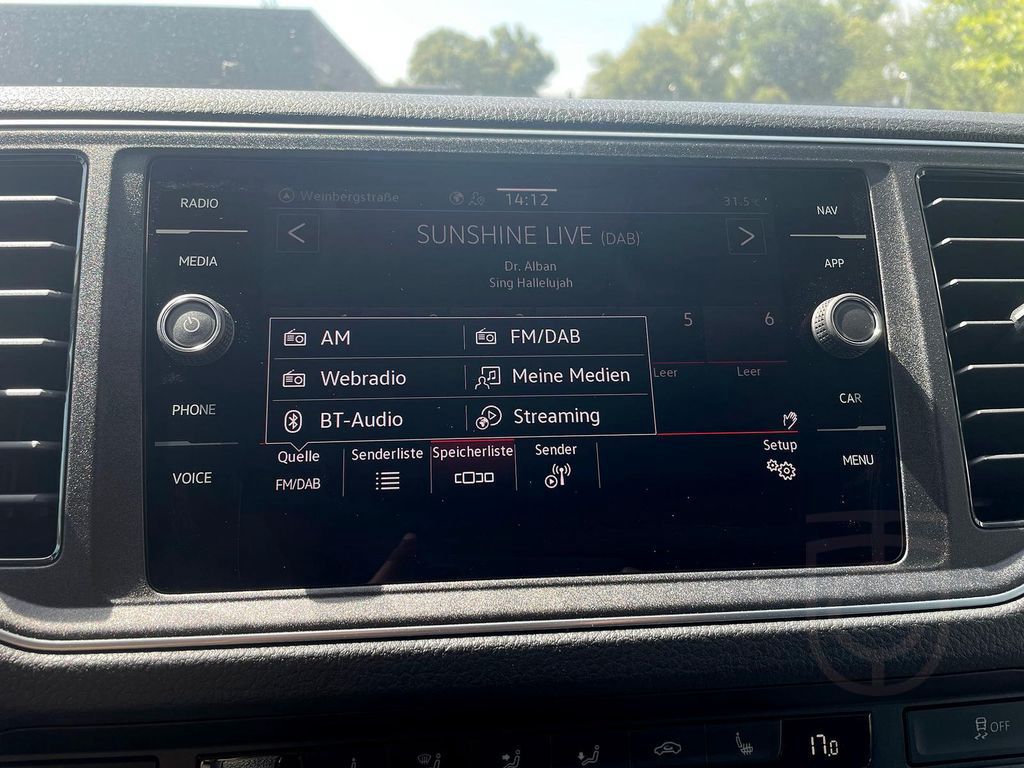 Weinbergstraße
14:12
31.5°C
RADIO
MEDIA
PHONE
VOICE
SUNSHINE LIVE (DAB)
Dr. Alban
Sing Hallelujah
NAV
APP
CAR
MENU
5
6
Leer
Leer
AM
FM/DAB
Webradio
Meine Medien
BT-Audio
Streaming
Quelle
FM/DAB
Senderliste
Speicherliste
Sender
Setup
17.0
OFF